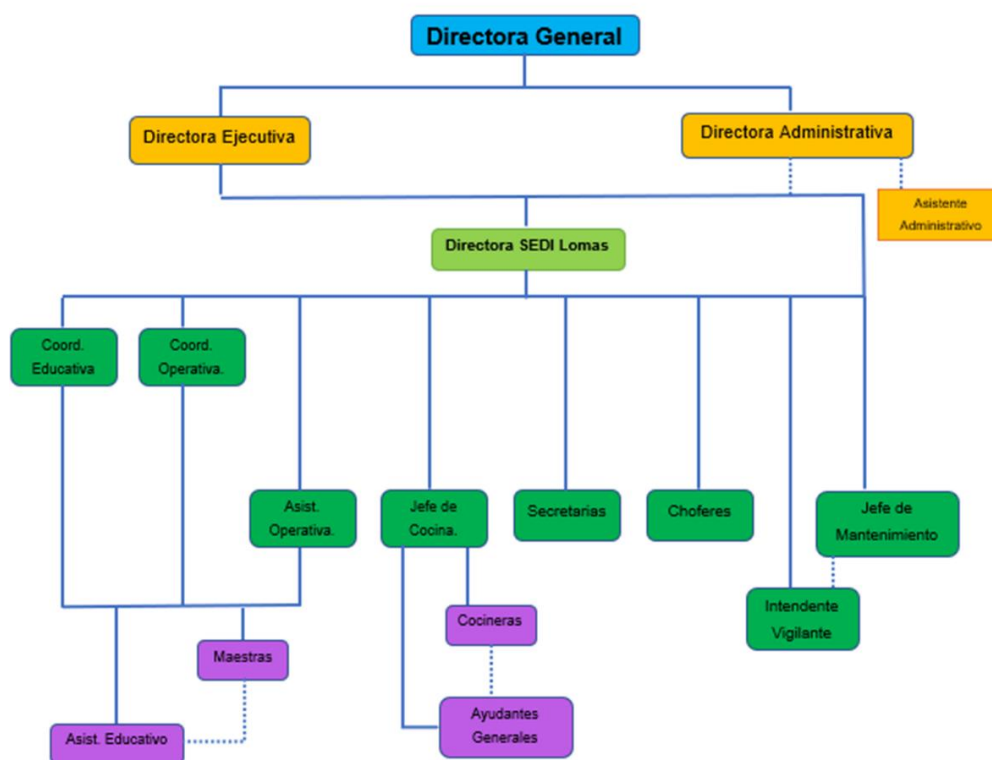 Directora General
Directora Ejecutiva
Directora Administrativa
Asistente
Administrativo
Directora SEDI Lomas
Coord.
Educativa
Coord.
Operativa.
Asist.
Operativa.
Jefe de
Cocina.
Secretarias
Choferes
Jefe de
Mantenimiento
Intendente
Vigilante
Cocineras
Maestras
Ayudantes
Generales
Asist. Educativo